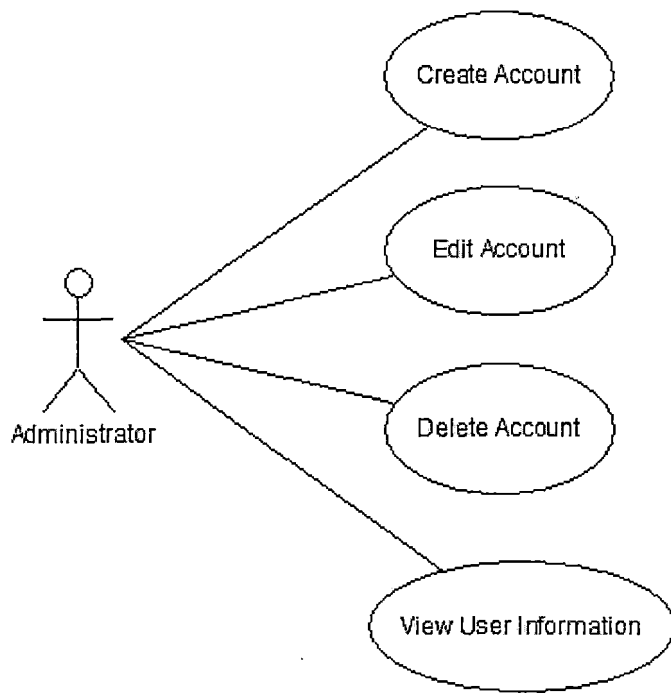 Create Account
Edit Account
Administrator
Delete Account
View User Information